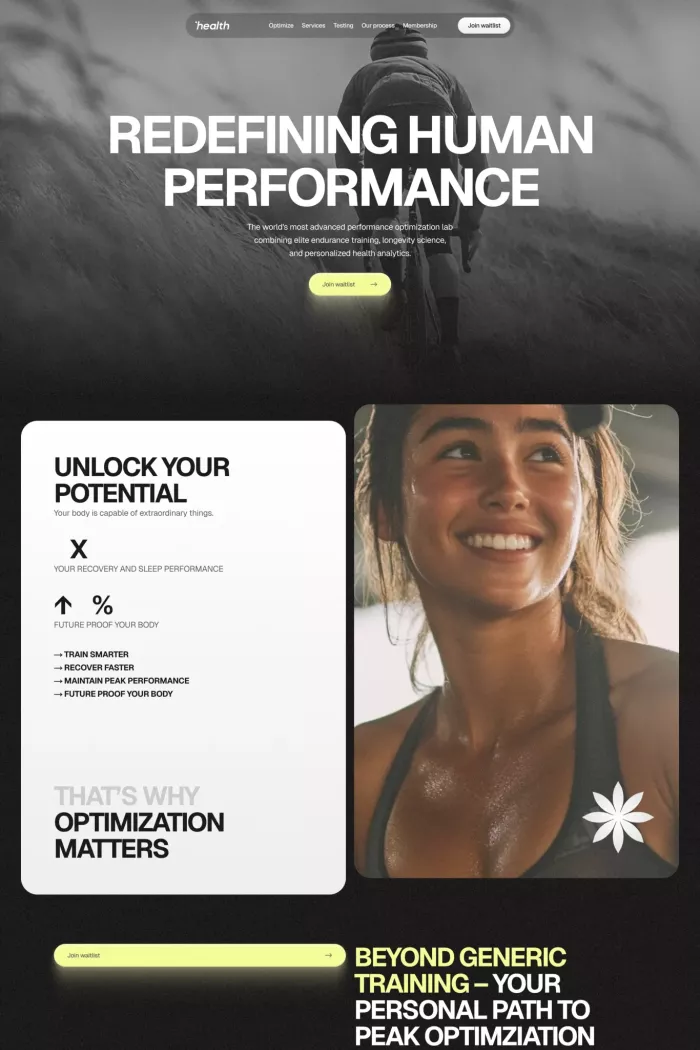 'health
Optimize Services Testing Our process Membership Join waitlist
REDEFINING HUMAN
PERFORMANCE
The world's most advanced performance optimization lab
combining elite endurance training, longevity science,
and personalized health analytics.
Join waitlist →
UNLOCK YOUR
POTENTIAL
Your body is capable of extraordinary things.
X
YOUR RECOVERY AND SLEEP PERFORMANCE
↑ %
FUTURE PROOF YOUR BODY
→ TRAIN SMARTER
→ RECOVER FASTER
→ MAINTAIN PEAK PERFORMANCE
→ FUTURE PROOF YOUR BODY
THAT'S WHY
OPTIMIZATION
MATTERS
Join waitlist →
BEYOND GENERIC
TRAINING – YOUR
PERSONAL PATH TO
PEAK OPTIMZIATION